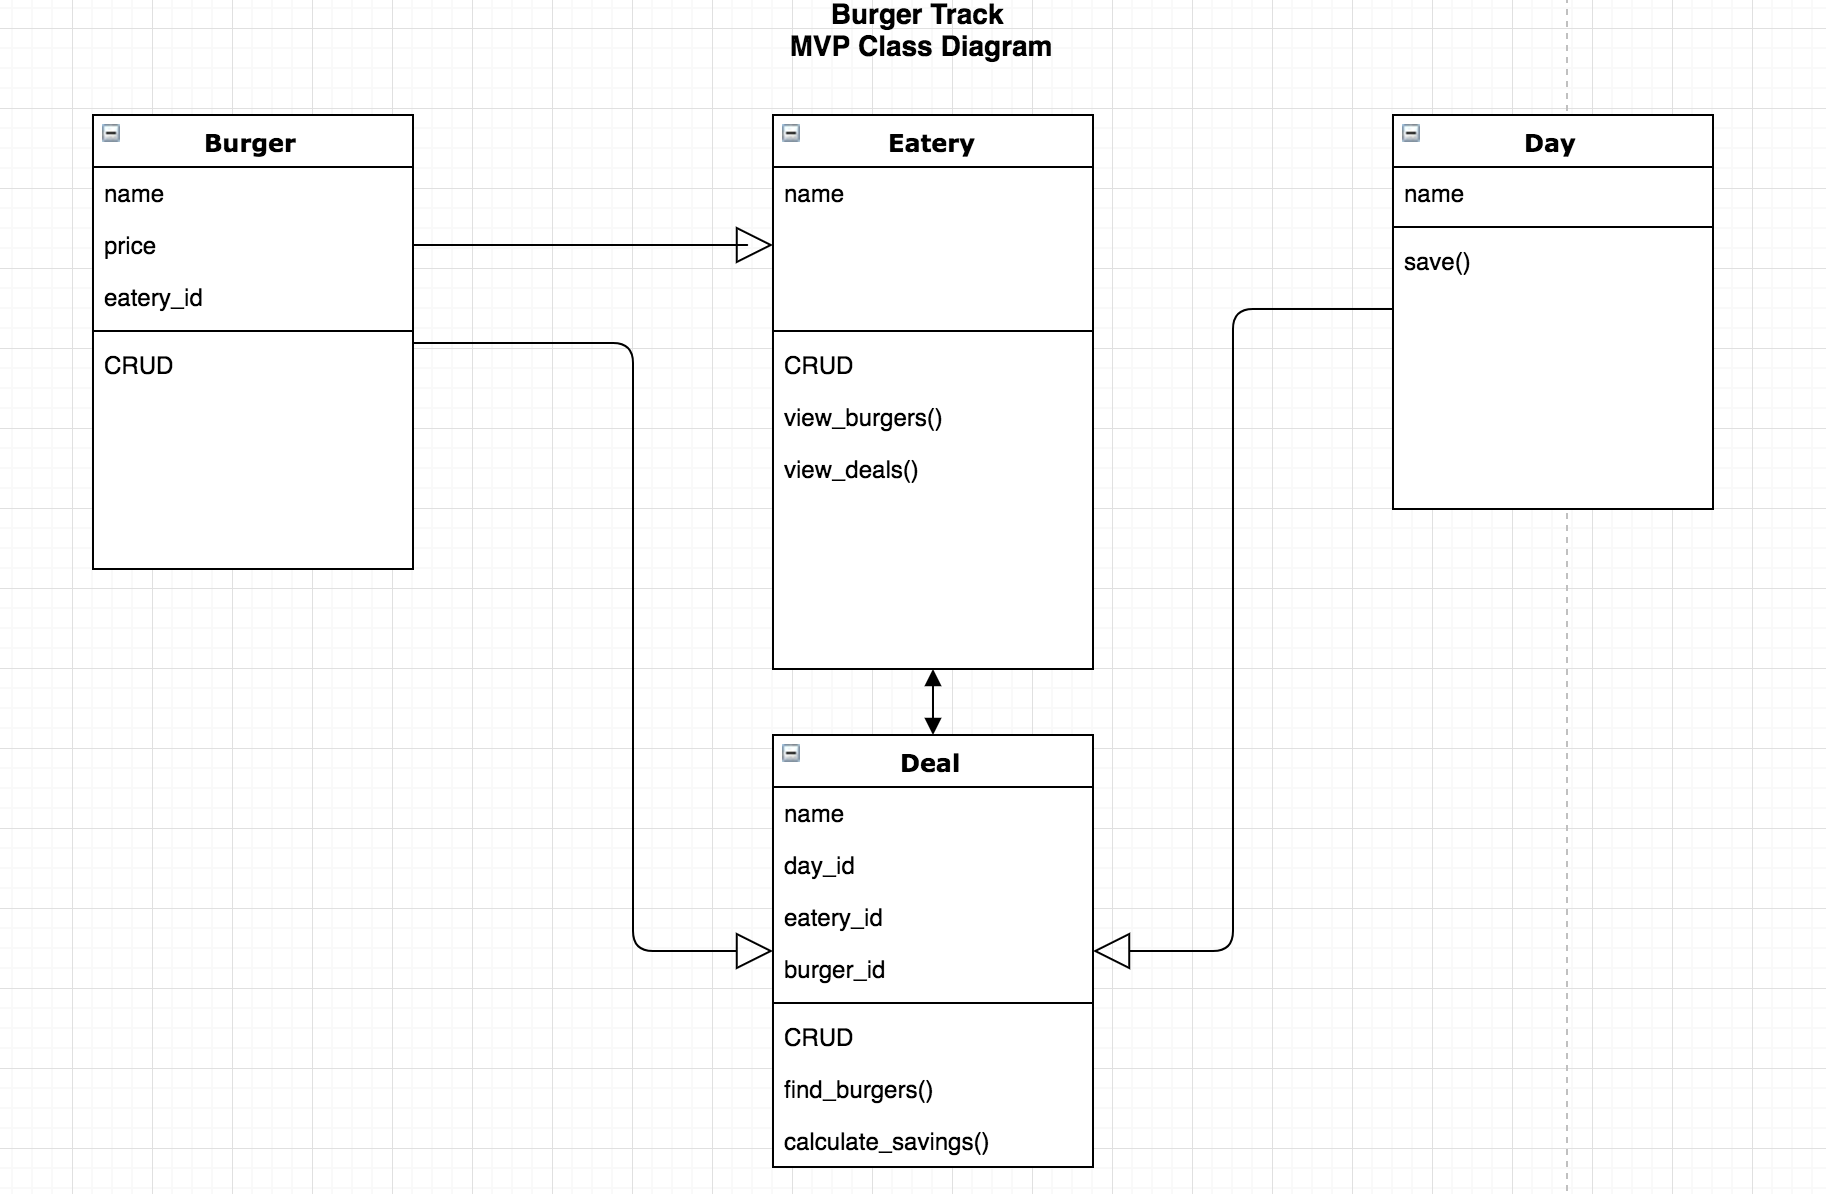 Burger Track
MVP Class Diagram
Burger
name
price
eatery_id
CRUD
Eatery
name
CRUD
view_burgers()
view_deals()
Day
name
save()
Deal
name
day_id
eatery_id
burger_id
CRUD
find_burgers()
calculate_savings()